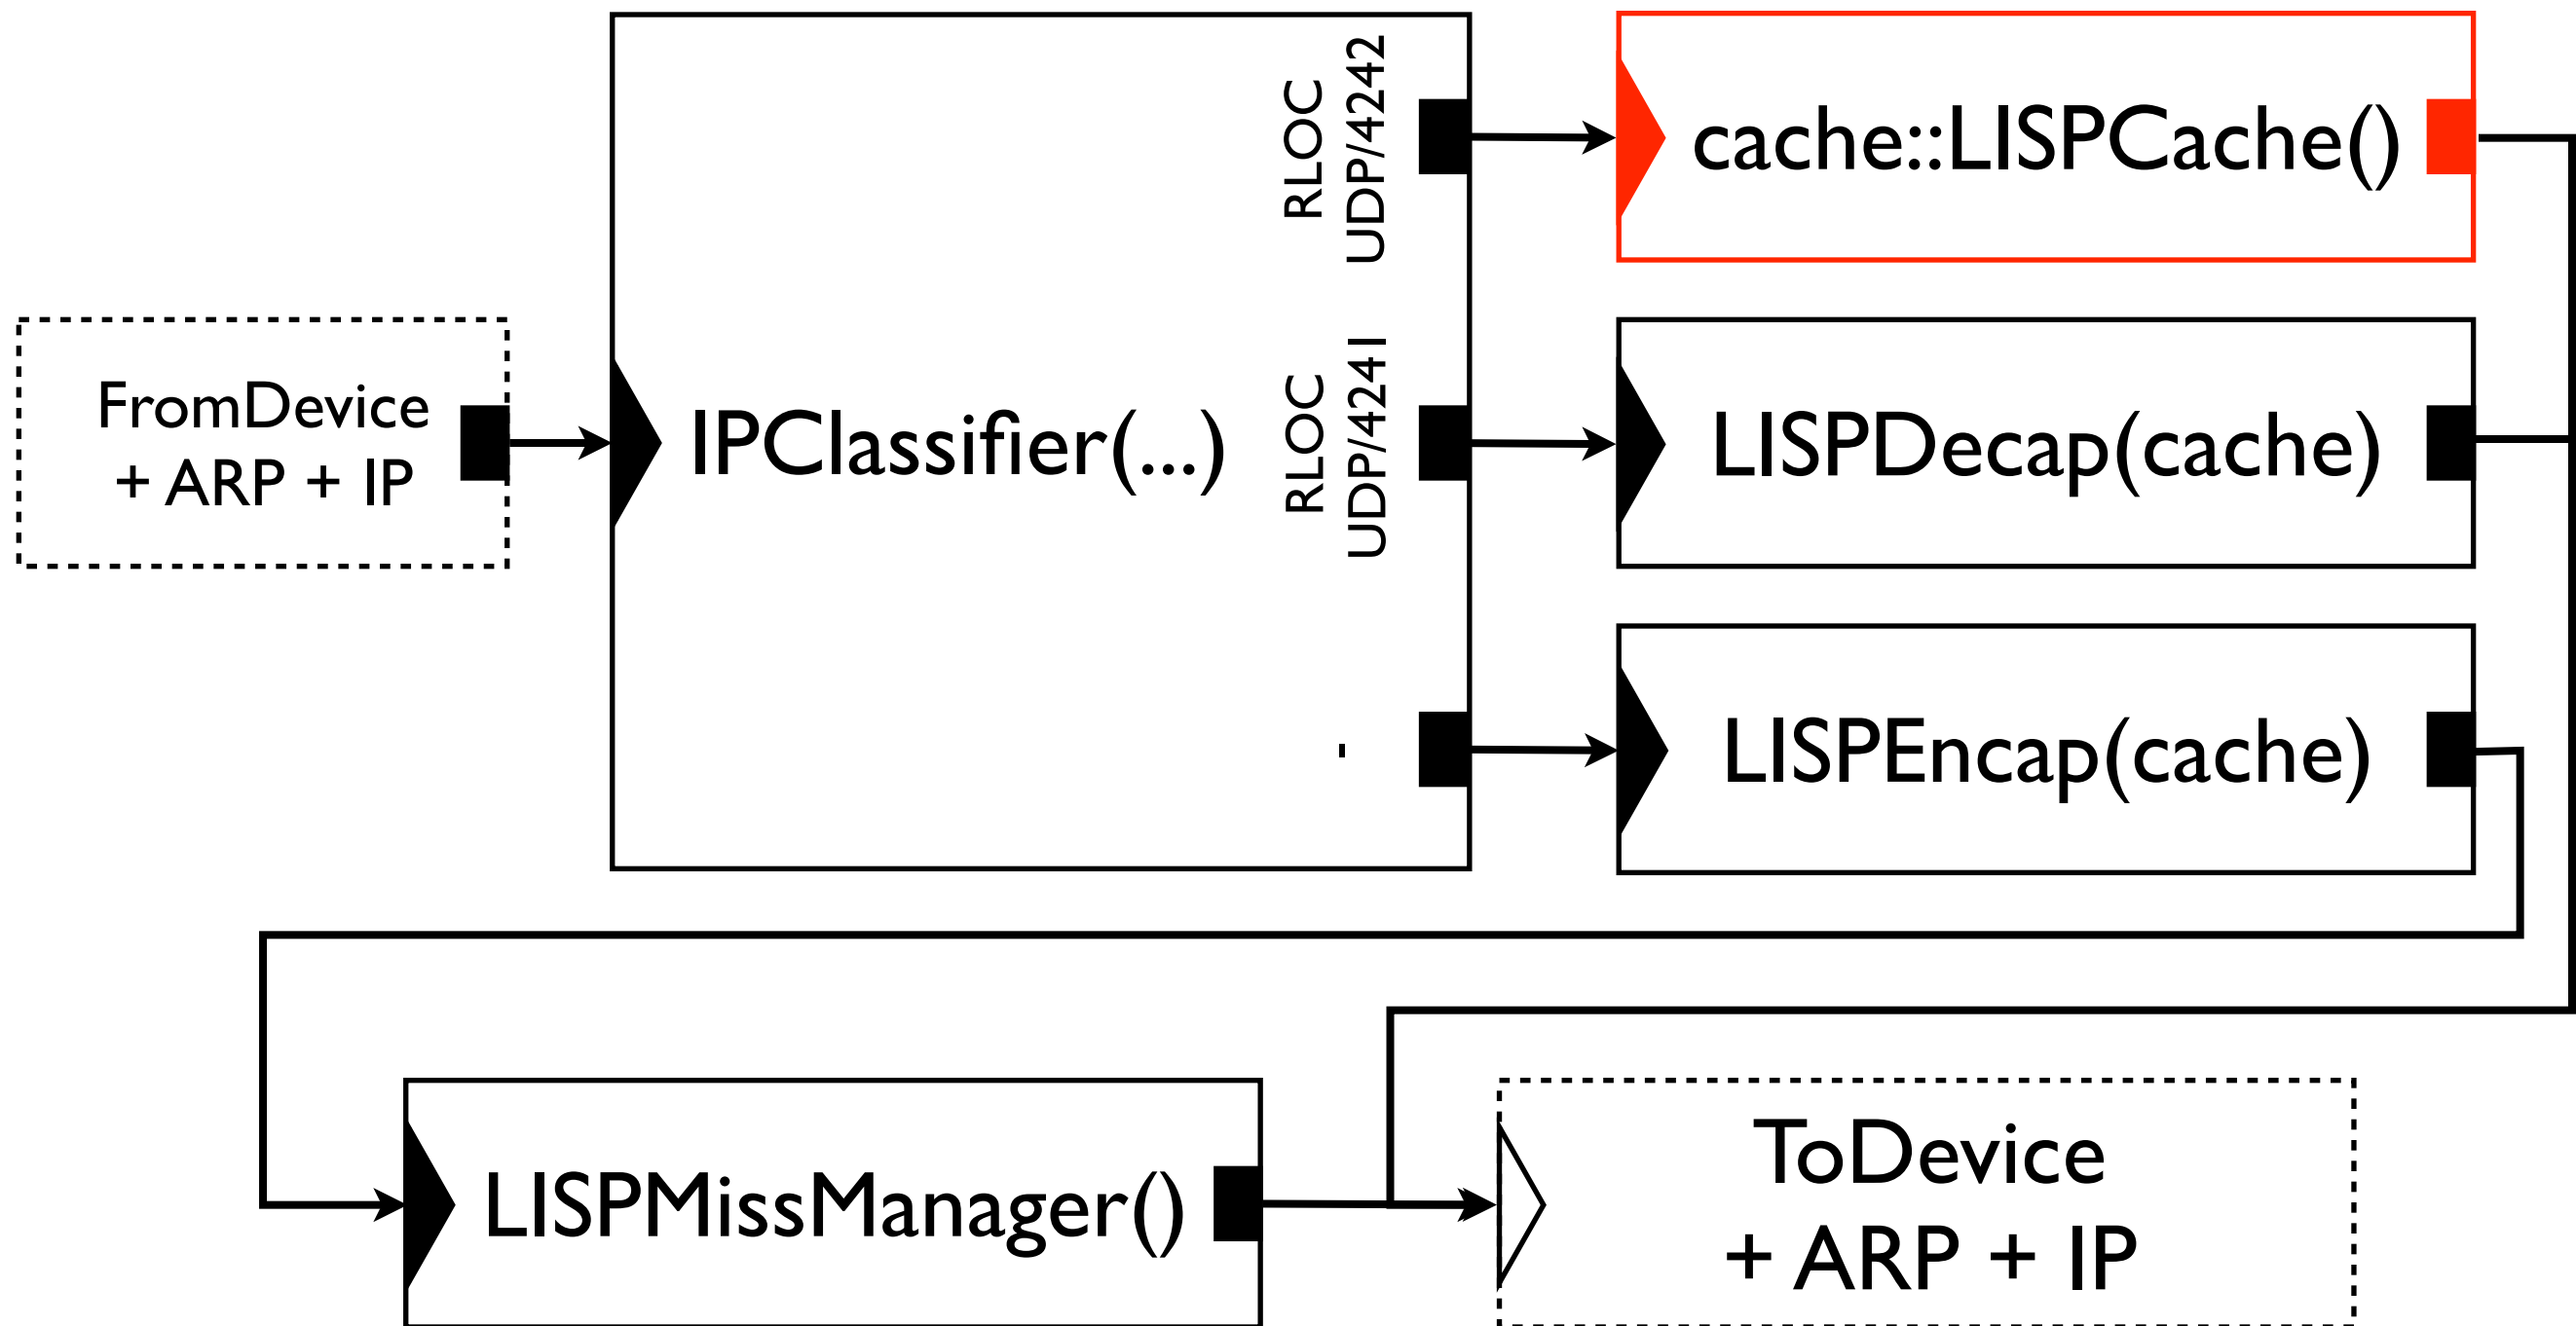 RLOC
UDP/4242
cache::LISPCache()
FromDevice
+ ARP + IP
IPClassifier(...)
RLOC
UDP/4241
LISPDecap(cache)
-
LISPEncap(cache)
LISPMissManager()
ToDevice
+ ARP + IP